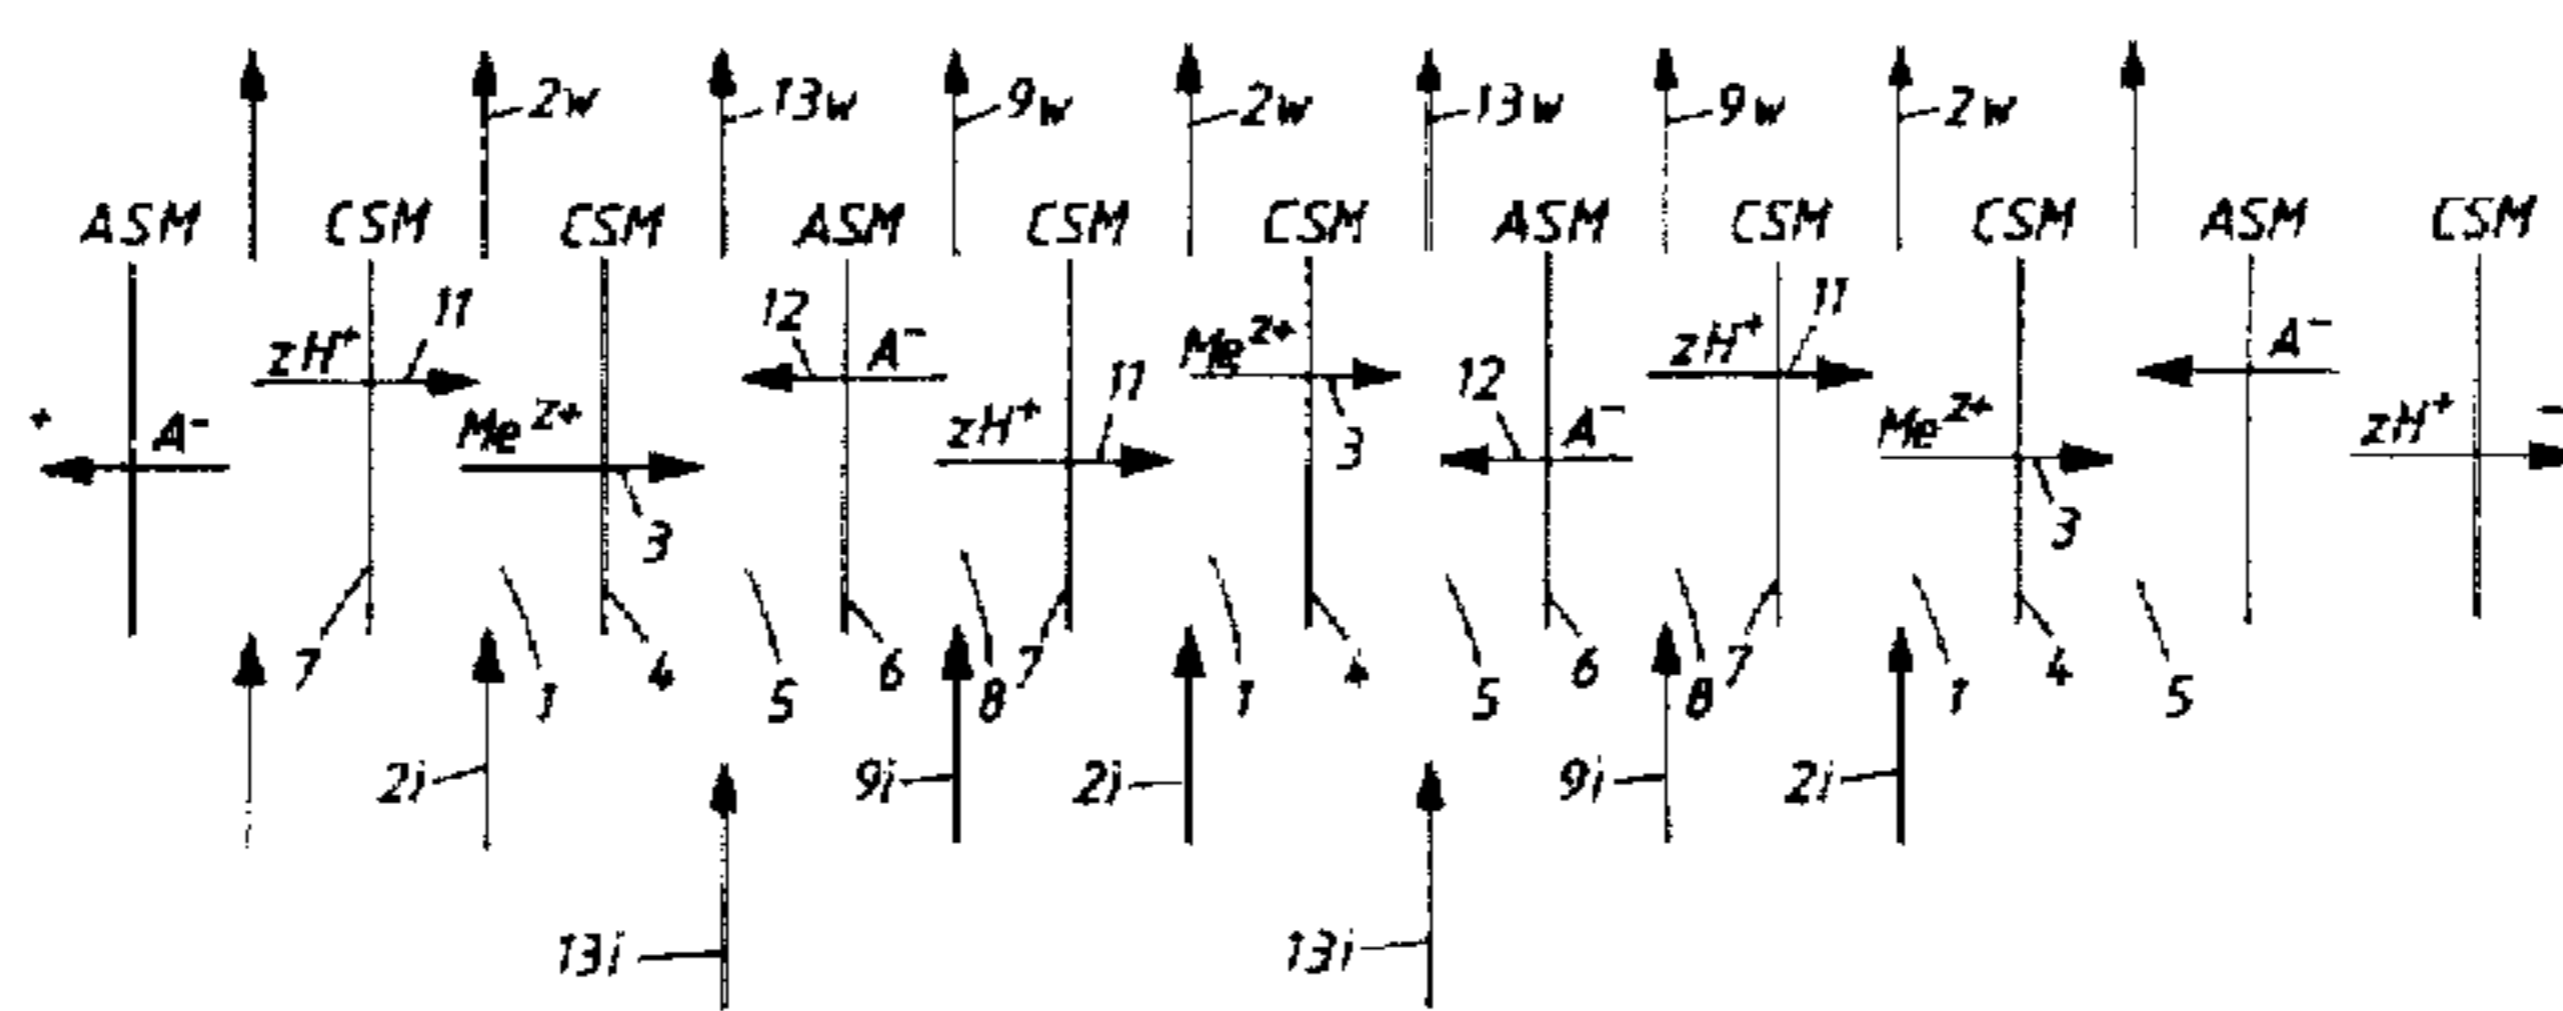 2w 13w 9w 2w 13w 9w 2w
ASM CSM CSM ASM CSM CSM ASM CSM CSM ASM CSM
11 12 11
zH⁺ A⁻ Me²⁺ zH⁺ A⁻
+ A⁻ Me^z+ zH⁺ 11 3 12 A⁻ Me^z+ zH⁺ −
3 3
7 1 4 5 6 8 7 1 4 5 6 8 7 1 4 5
2i 9i 2i 9i 2i
13i 13i